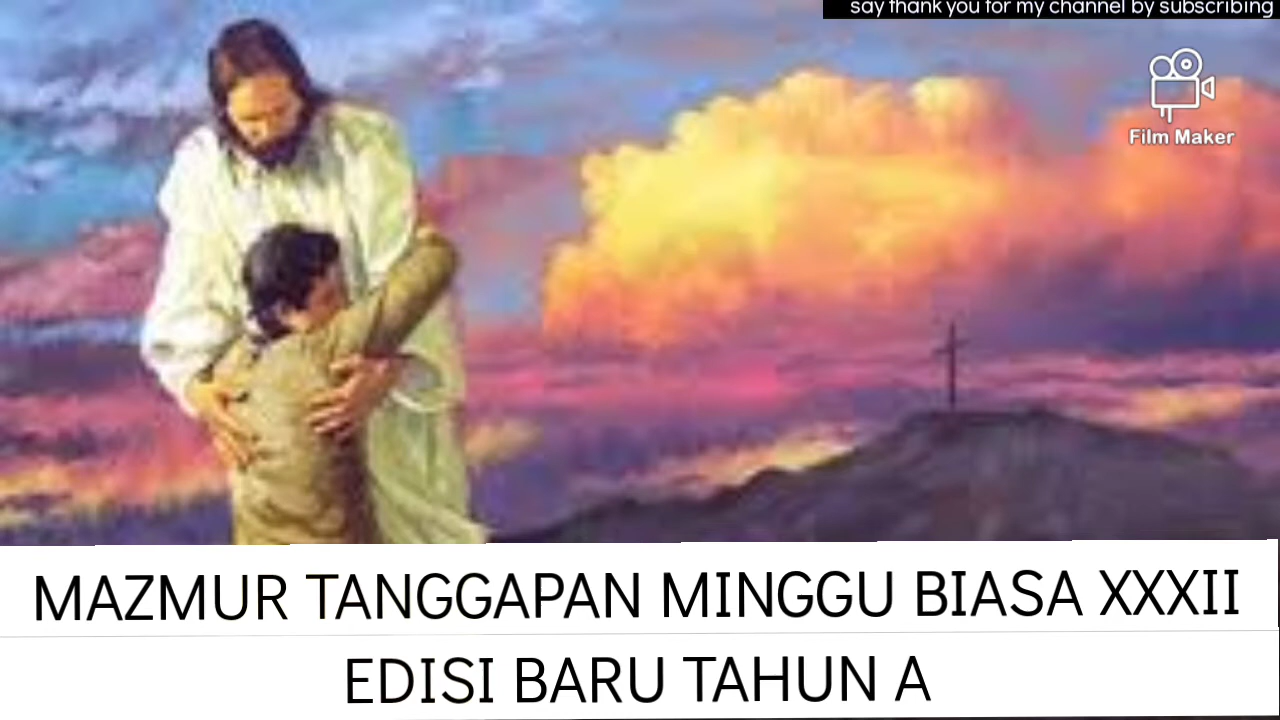 say thank you for my channel by subscribing
Film Maker
MAZMUR TANGGAPAN MINGGU BIASA XXXII
EDISI BARU TAHUN A